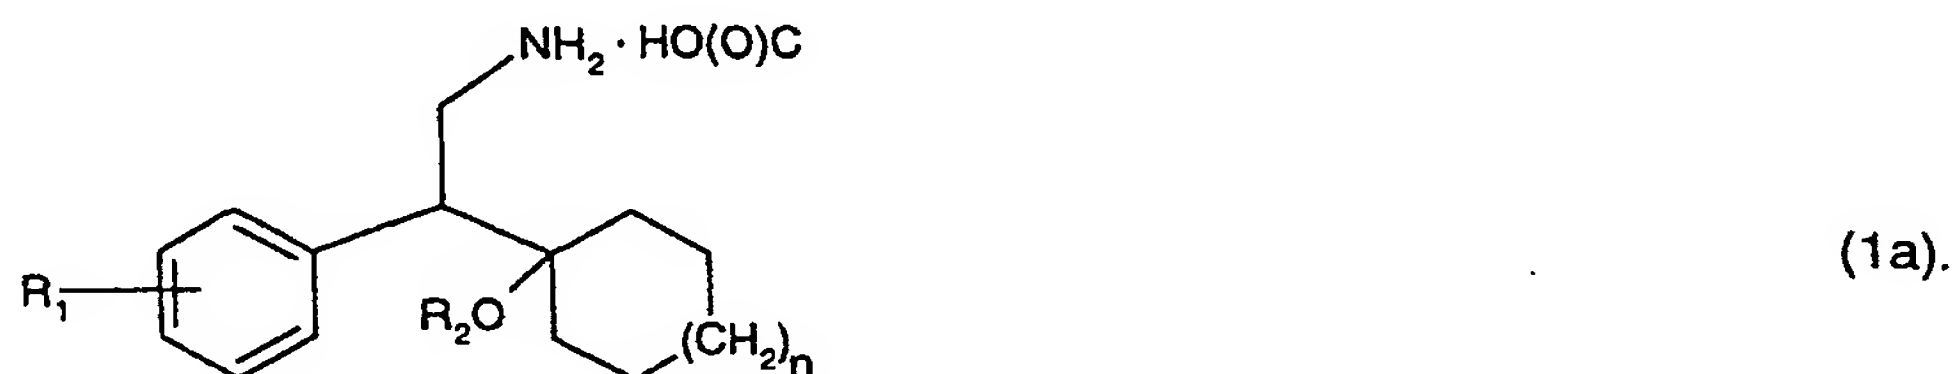 NH₂ · HO(O)C
R₁
R₂O
(CH₂)ₙ
(1a).